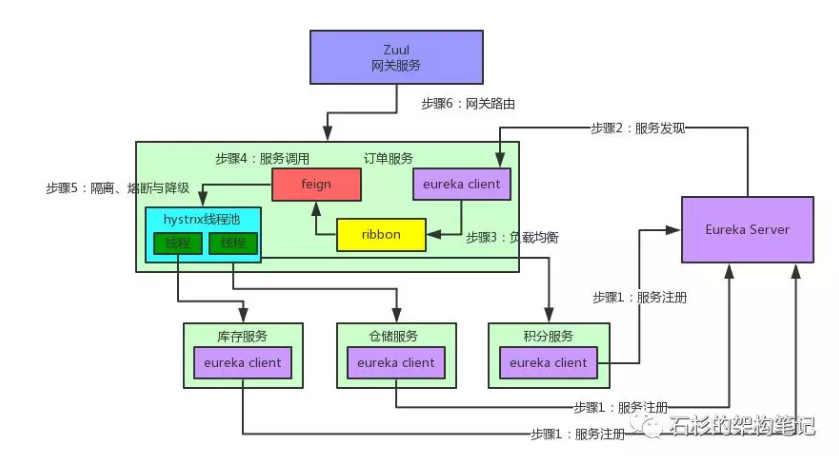 Zuul
网关服务
步骤6：网关路由
步骤2：服务发现
步骤4：服务调用
订单服务
步骤5：隔离、熔断与降级
feign
eureka client
hystrix线程池
线程
线程
ribbon
步骤3：负载均衡
Eureka Server
步骤1：服务注册
库存服务
仓储服务
积分服务
eureka client
eureka client
eureka client
步骤1：服务注册
步骤1：服务注册
石杉的架构笔记